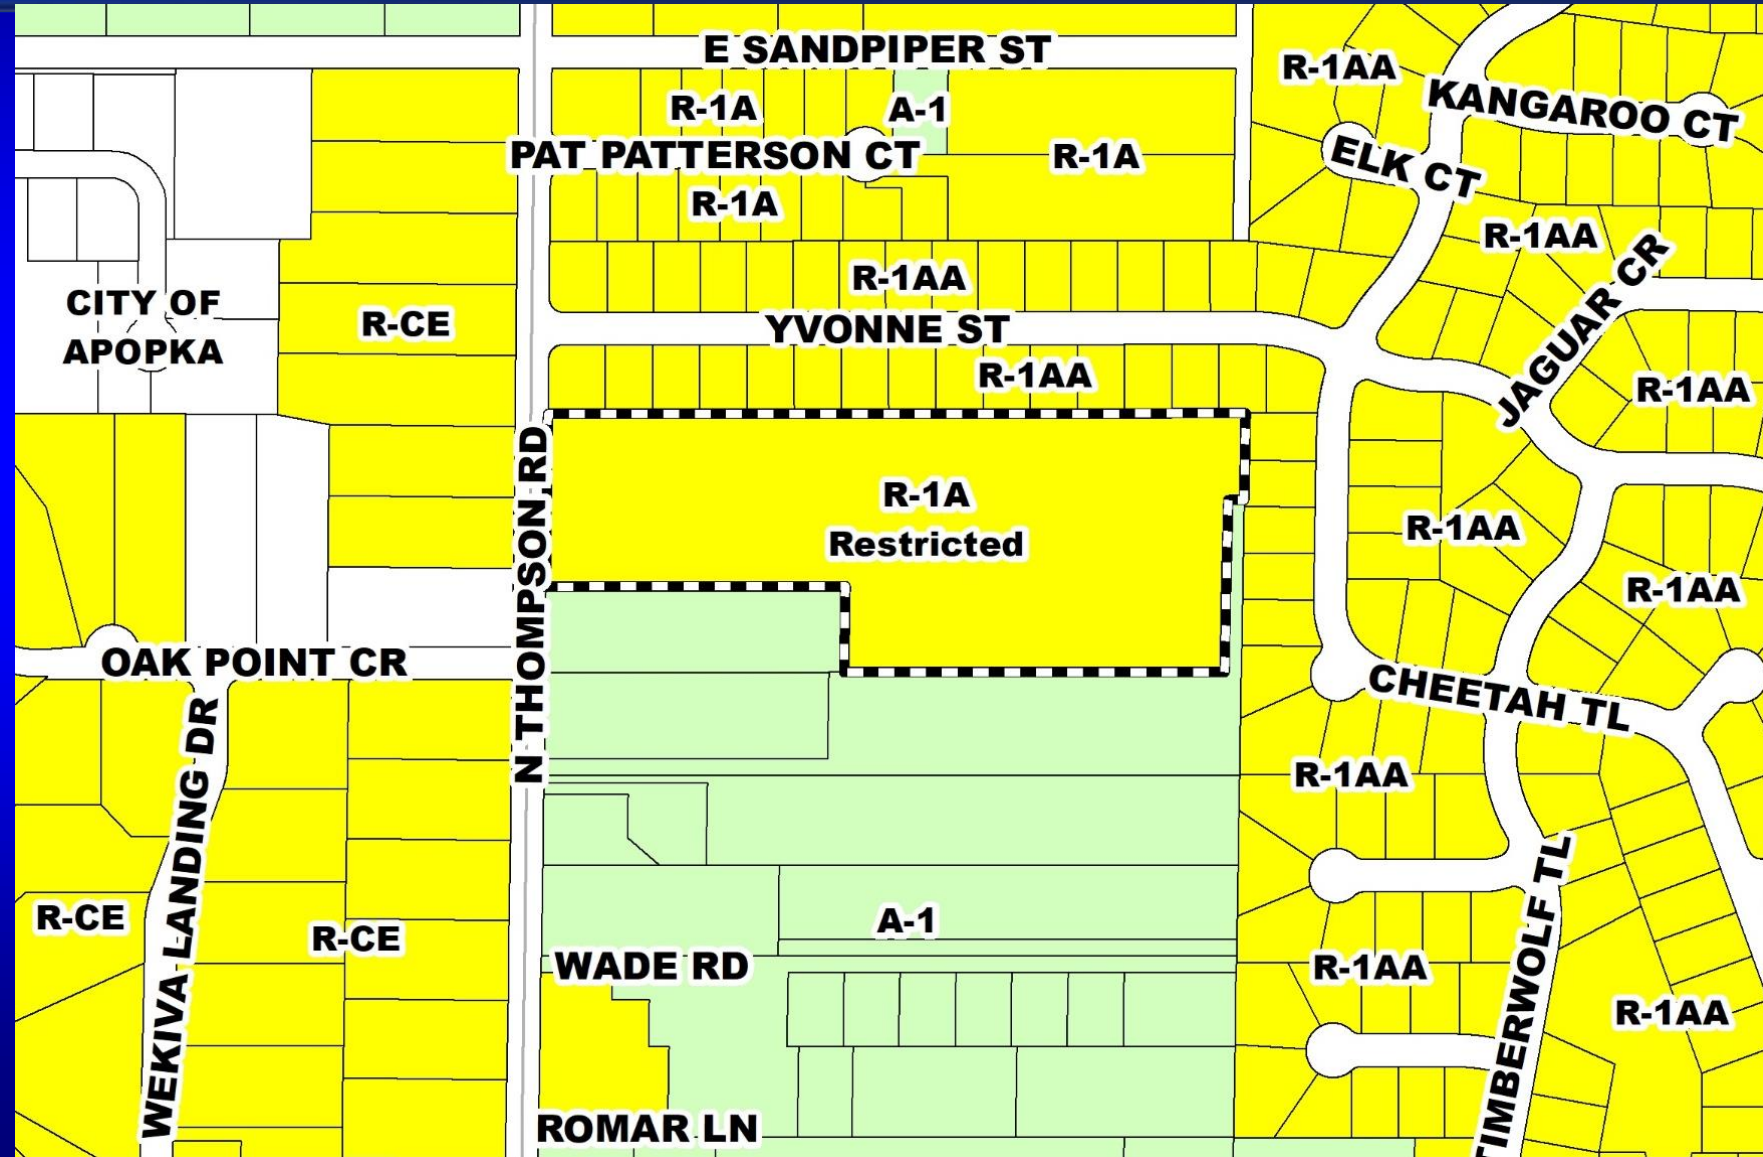 E SANDPIPER ST
R-1AA
KANGAROO CT
R-1A
A-1
PAT PATTERSON CT
R-1A
ELK CT
R-1A
R-1AA
JAGUAR CR
R-1AA
CITY OF
APOPKA
R-CE
YVONNE ST
R-1AA
R-1AA
N THOMPSON RD
R-1A
Restricted
R-1AA
R-1AA
OAK POINT CR
CHEETAH TL
WEKIVA LANDING DR
R-1AA
R-CE
R-CE
A-1
WADE RD
R-1AA
TIMBERWOLF TL
R-1AA
ROMAR LN